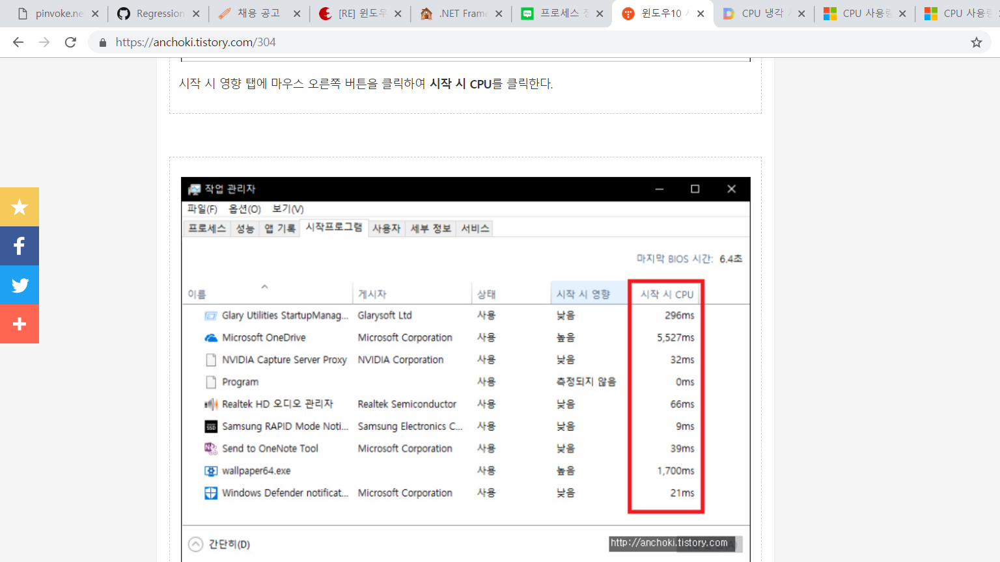 pinvoke.ne
Regression
채용 공고
[RE] 윈도우
.NET Frame
프로세스 정
윈도우10 시
CPU 냉각
CPU 사용량
CPU 사용량
https://anchoki.tistory.com/304
시작 시 영향 탭에 마우스 오른쪽 버튼을 클릭하여 시작 시 CPU를 클릭한다.
작업 관리자
파일(F) 옵션(O) 보기(V)
프로세스 성능 앱 기록 시작프로그램 사용자 세부 정보 서비스
마지막 BIOS 시간: 6.4초
이름 게시자 상태 시작 시 영향 시작 시 CPU
Glary Utilities StartupManag... Glarysoft Ltd 사용 낮음 296ms
Microsoft OneDrive Microsoft Corporation 사용 높음 5,527ms
NVIDIA Capture Server Proxy NVIDIA Corporation 사용 낮음 32ms
Program 사용 측정되지 않음 0ms
Realtek HD 오디오 관리자 Realtek Semiconductor 사용 낮음 66ms
SSD Samsung RAPID Mode Noti... Samsung Electronics C... 사용 낮음 9ms
Send to OneNote Tool Microsoft Corporation 사용 낮음 39ms
wallpaper64.exe 사용 높음 1,700ms
Windows Defender notificat... Microsoft Corporation 사용 낮음 21ms
간단히(D)
http://anchoki.tistory.com